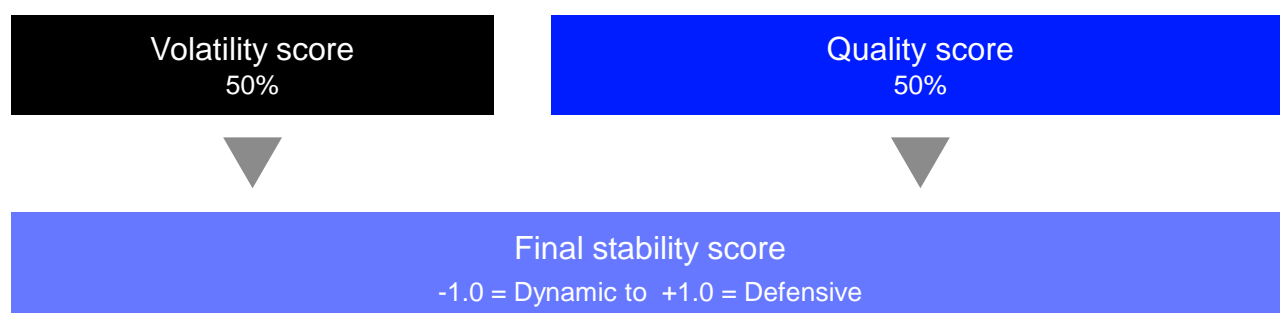 Volatility score
50%
Quality score
50%
Final stability score
-1.0 = Dynamic to  +1.0 = Defensive